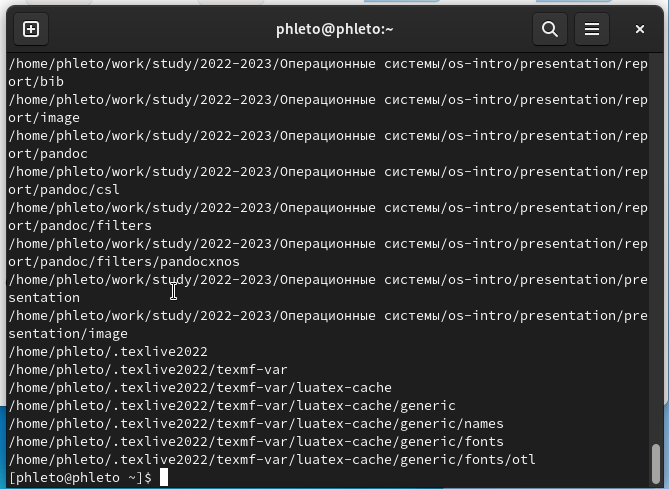 phleto@phleto:~
/home/phleto/work/study/2022-2023/Операционные системы/os-intro/presentation/rep
ort/bib
/home/phleto/work/study/2022-2023/Операционные системы/os-intro/presentation/rep
ort/image
/home/phleto/work/study/2022-2023/Операционные системы/os-intro/presentation/rep
ort/pandoc
/home/phleto/work/study/2022-2023/Операционные системы/os-intro/presentation/rep
ort/pandoc/csl
/home/phleto/work/study/2022-2023/Операционные системы/os-intro/presentation/rep
ort/pandoc/filters
/home/phleto/work/study/2022-2023/Операционные системы/os-intro/presentation/rep
ort/pandoc/filters/pandocxnos
/home/phleto/work/study/2022-2023/Операционные системы/os-intro/presentation/pre
sentation
/home/phleto/work/study/2022-2023/Операционные системы/os-intro/presentation/pre
sentation/image
/home/phleto/.texlive2022
/home/phleto/.texlive2022/texmf-var
/home/phleto/.texlive2022/texmf-var/luatex-cache
/home/phleto/.texlive2022/texmf-var/luatex-cache/generic
/home/phleto/.texlive2022/texmf-var/luatex-cache/generic/names
/home/phleto/.texlive2022/texmf-var/luatex-cache/generic/fonts
/home/phleto/.texlive2022/texmf-var/luatex-cache/generic/fonts/otl
[phleto@phleto ~]$